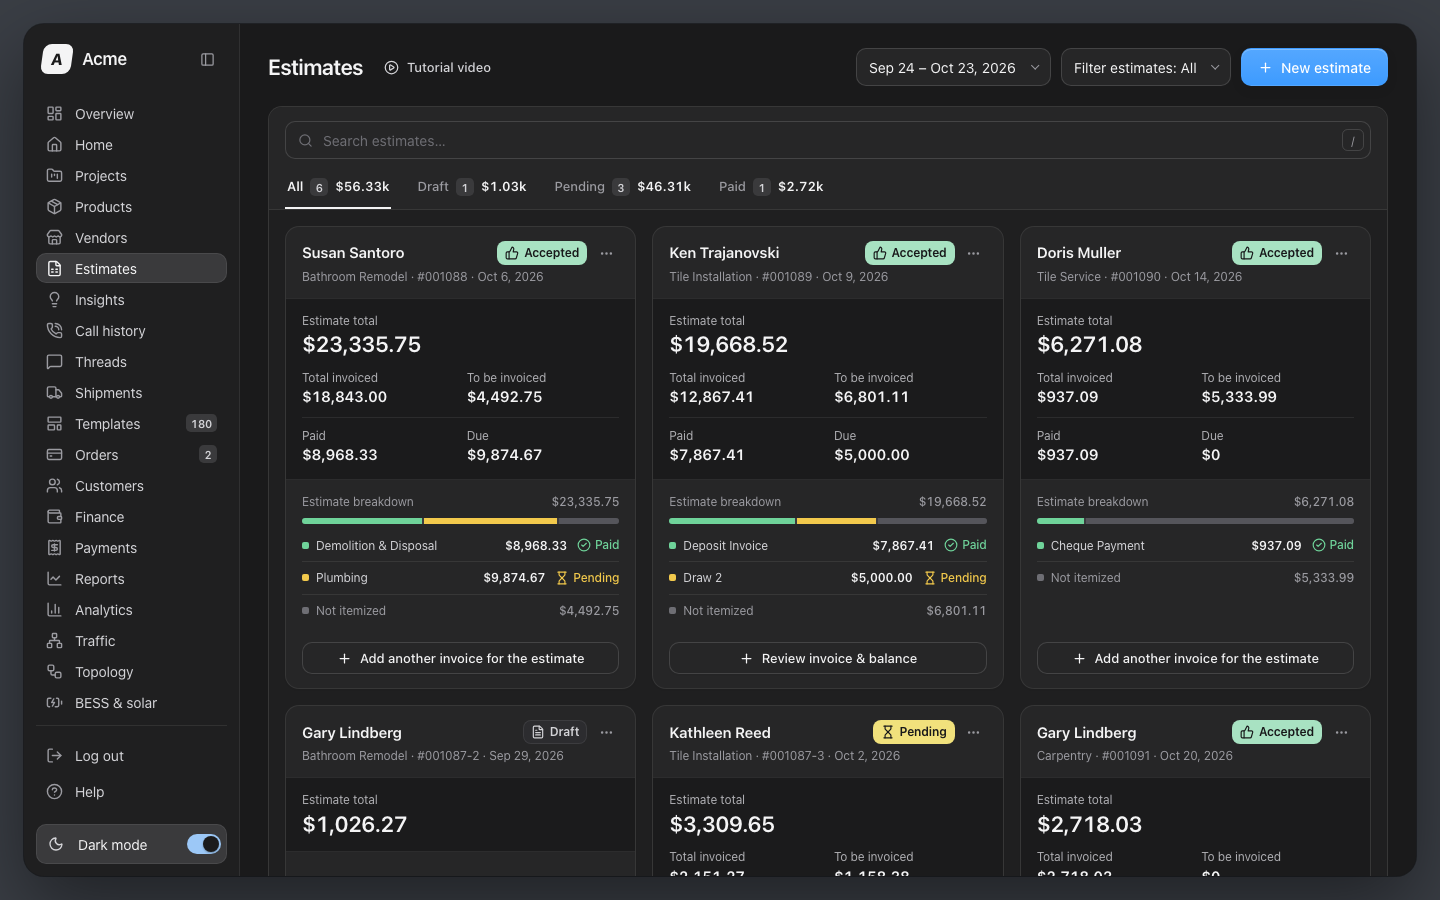 A Acme
Overview
Home
Projects
Products
Vendors
Estimates
Insights
Call history
Threads
Shipments
Templates 180
Orders 2
Customers
Finance
Payments
Reports
Analytics
Traffic
Topology
BESS & solar
Log out
Help
Dark mode
Estimates Tutorial video Sep 24 – Oct 23, 2026 Filter estimates: All New estimate
Search estimates... /
All 6 $56.33k Draft 1 $1.03k Pending 3 $46.31k Paid 1 $2.72k
Susan Santoro Accepted
Bathroom Remodel · #001088 · Oct 6, 2026
Estimate total
$23,335.75
Total invoiced To be invoiced
$18,843.00 $4,492.75
Paid Due
$8,968.33 $9,874.67
Estimate breakdown $23,335.75
Demolition & Disposal $8,968.33 Paid
Plumbing $9,874.67 Pending
Not itemized $4,492.75
Add another invoice for the estimate
Ken Trajanovski Accepted
Tile Installation · #001089 · Oct 9, 2026
Estimate total
$19,668.52
Total invoiced To be invoiced
$12,867.41 $6,801.11
Paid Due
$7,867.41 $5,000.00
Estimate breakdown $19,668.52
Deposit Invoice $7,867.41 Paid
Draw 2 $5,000.00 Pending
Not itemized $6,801.11
Review invoice & balance
Doris Muller Accepted
Tile Service · #001090 · Oct 14, 2026
Estimate total
$6,271.08
Total invoiced To be invoiced
$937.09 $5,333.99
Paid Due
$937.09 $0
Estimate breakdown $6,271.08
Cheque Payment $937.09 Paid
Not itemized $5,333.99
Add another invoice for the estimate
Gary Lindberg Draft
Bathroom Remodel · #001087-2 · Sep 29, 2026
Estimate total
$1,026.27
Kathleen Reed Pending
Tile Installation · #001087-3 · Oct 2, 2026
Estimate total
$3,309.65
Total invoiced To be invoiced
$2,151.27 $1,158.38
Gary Lindberg Accepted
Carpentry · #001091 · Oct 20, 2026
Estimate total
$2,718.03
Total invoiced To be invoiced
$2,718.03 $0